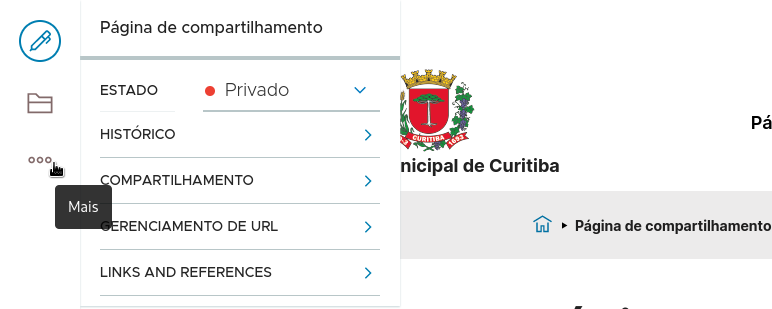 Página de compartilhamento
ESTADO
Privado
HISTÓRICO
COMPARTILHAMENTO
Mais
GERENCIAMENTO DE URL
LINKS AND REFERENCES
CURITIBA
1693
Pá
nicipal de Curitiba
Página de compartilhamento